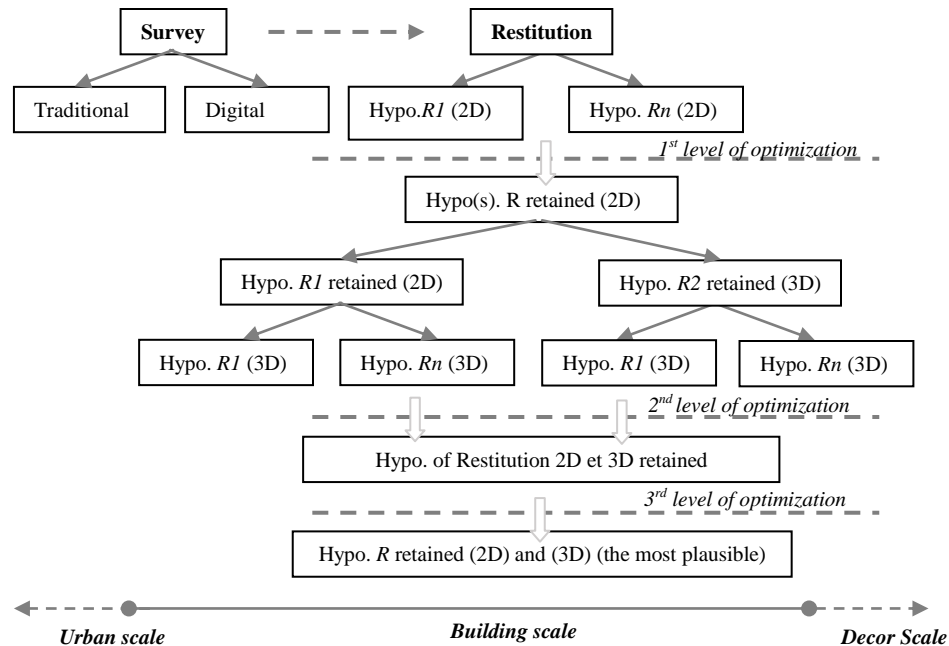 Survey
Restitution
Traditional
Digital
Hypo.R1 (2D)
Hypo. Rn (2D)
1st level of optimization
Hypo(s). R retained (2D)
Hypo. R1 retained (2D)
Hypo. R2 retained (3D)
Hypo. R1 (3D)
Hypo. Rn (3D)
Hypo. R1 (3D)
Hypo. Rn (3D)
2nd level of optimization
Hypo. of Restitution 2D et 3D retained
3rd level of optimization
Hypo. R retained (2D) and (3D) (the most plausible)
Urban scale
Building scale
Decor Scale